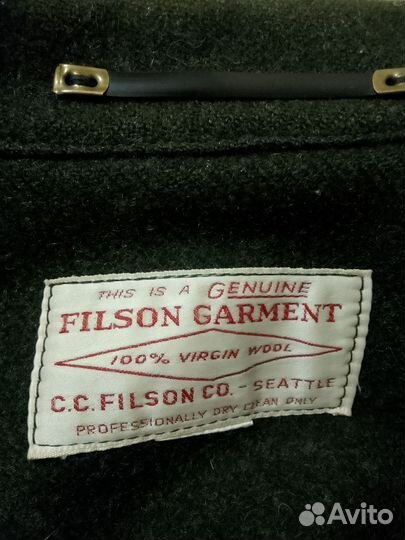 THIS IS A GENUINE
FILSON GARMENT
100% VIRGIN WOOL
C.C. FILSON CO. - SEATTLE
PROFESSIONALLY DRY CLEAN ONLY
Avito